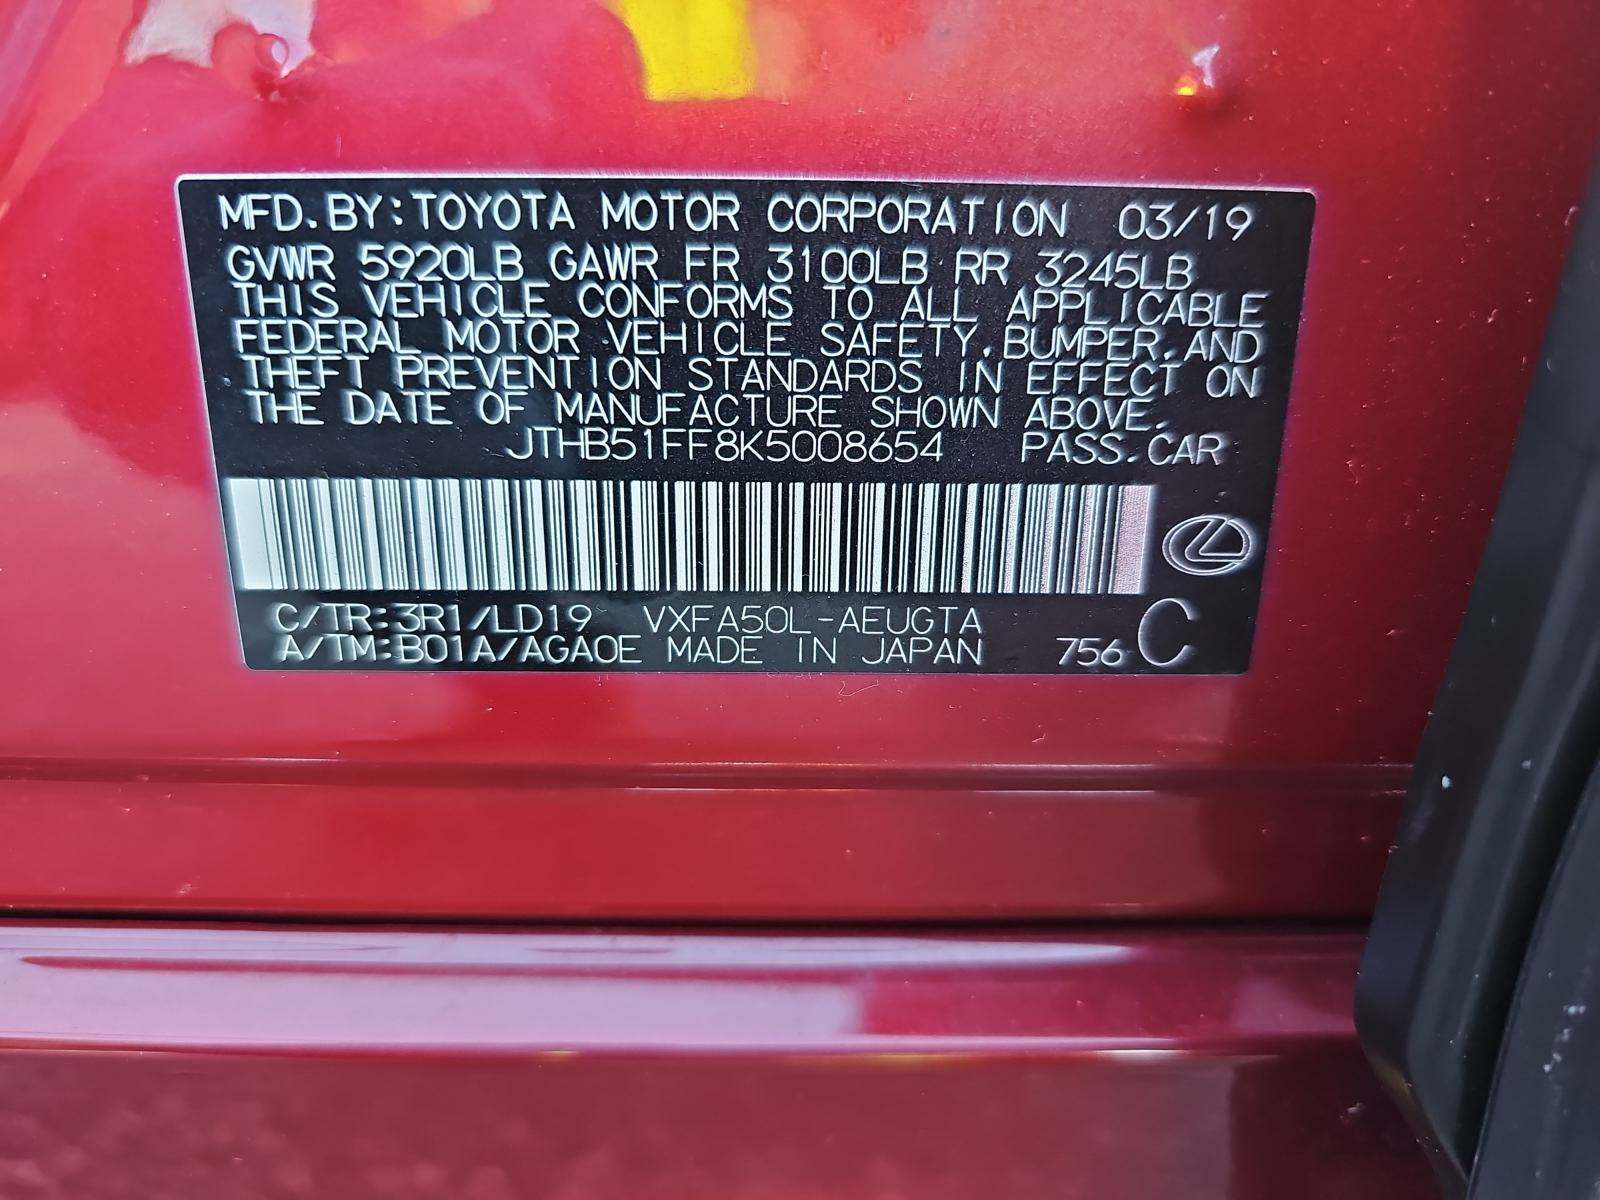 MFD.BY:TOYOTA MOTOR CORPORATION 03/19
GVWR 5920LB GAWR FR 3100LB RR 3245LB
THIS VEHICLE CONFORMS TO ALL APPLICABLE
FEDERAL MOTOR VEHICLE SAFETY,BUMPER,AND
THEFT PREVENTION STANDARDS IN EFFECT ON
THE DATE OF MANUFACTURE SHOWN ABOVE.
JTHB51FF8K5008654 PASS.CAR
C/TR:3R1/LD19 VXFA50L-AEUGTA
A/TM:B01A/AGA0E MADE IN JAPAN 756 C